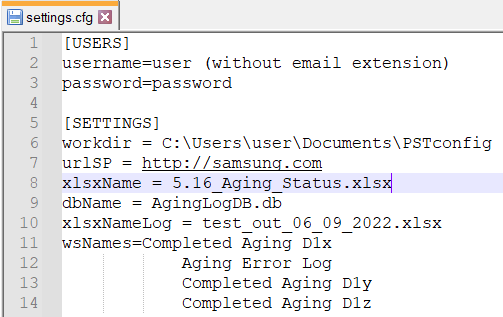 settings.cfg
1 [USERS]
2 username=user (without email extension)
3 password=password
4
5 [SETTINGS]
6 workdir = C:\Users\user\Documents\PSTconfig
7 urlSP = http://samsung.com
8 xlsxName = 5.16_Aging_Status.xlsx
9 dbName = AgingLogDB.db
10 xlsxNameLog = test_out_06_09_2022.xlsx
11 wsNames=Completed Aging D1x
12 Aging Error Log
13 Completed Aging D1y
14 Completed Aging D1z